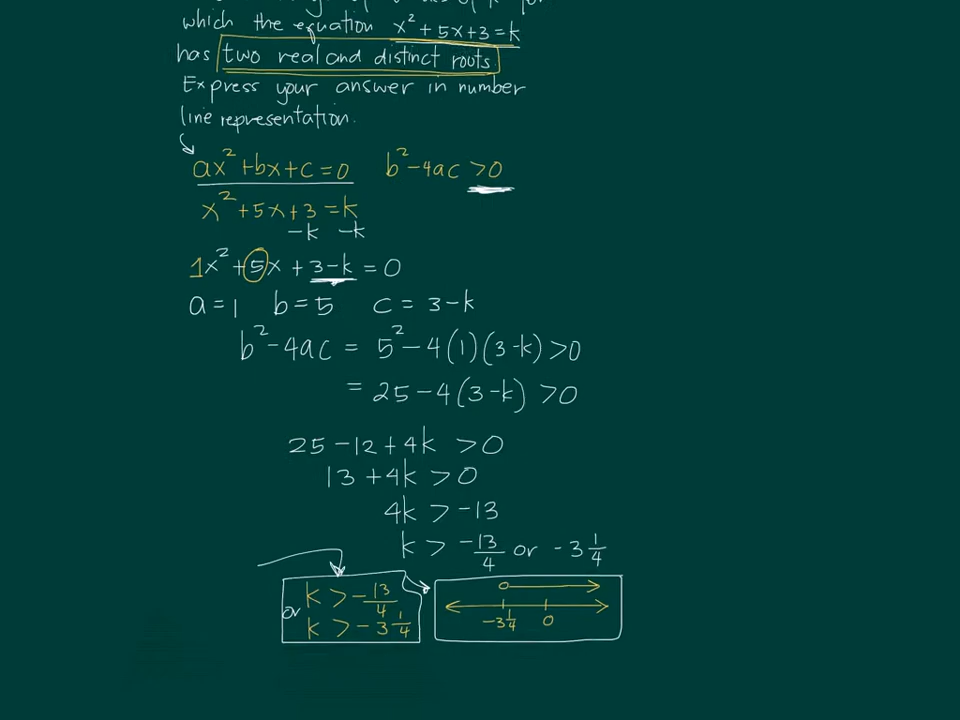 which the equation x² + 5x + 3 = k
has two real and distinct roots.
Express your answer in number
line representation.
ax² + bx + c = 0 b² - 4ac > 0
x² + 5x + 3 = k
-k -k
1x² + 5x + 3 - k = 0
a = 1 b = 5 c = 3 - k
b² - 4ac = 5² - 4(1)(3-k) > 0
= 25 - 4(3-k) > 0
25 - 12 + 4k > 0
13 + 4k > 0
4k > -13
k > -13/4 or -3 1/4
k > -13/4
or k > -3 1/4
-3 1/4 0